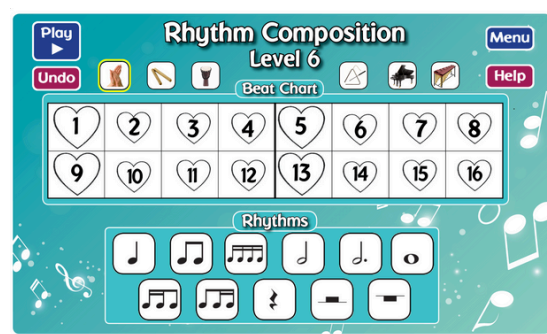 Play
Rhythm Composition
Level 6
Menu
Undo
Help
Beat Chart
1 2 3 4 5 6 7 8
9 10 11 12 13 14 15 16
Rhythms